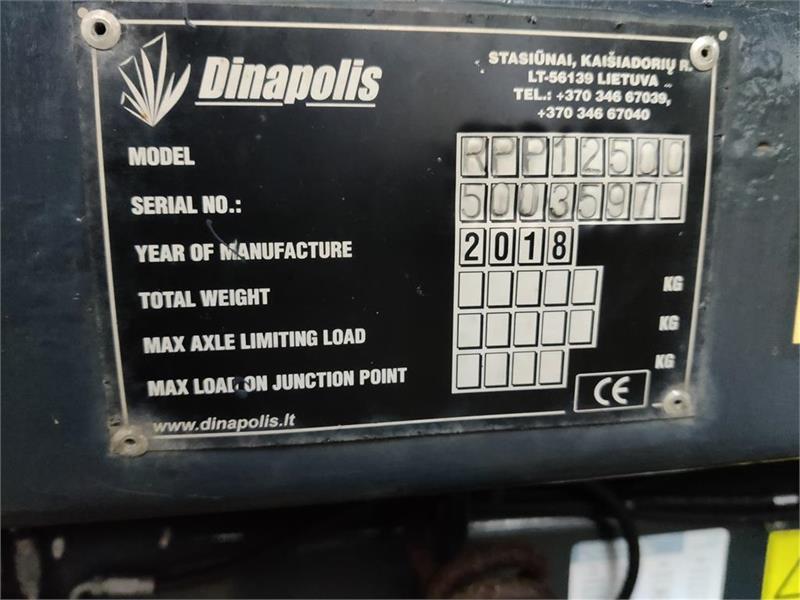 Dinapolis
STASIŪNAI, KAIŠIADORIŲ R.
LT-56139 LIETUVA
TEL.: +370 346 67039,
+370 346 67040
MODEL RPP12500
SERIAL NO.: 5003597
YEAR OF MANUFACTURE 2018
TOTAL WEIGHT KG
MAX AXLE LIMITING LOAD KG
MAX LOAD ON JUNCTION POINT KG
CE
www.dinapolis.lt